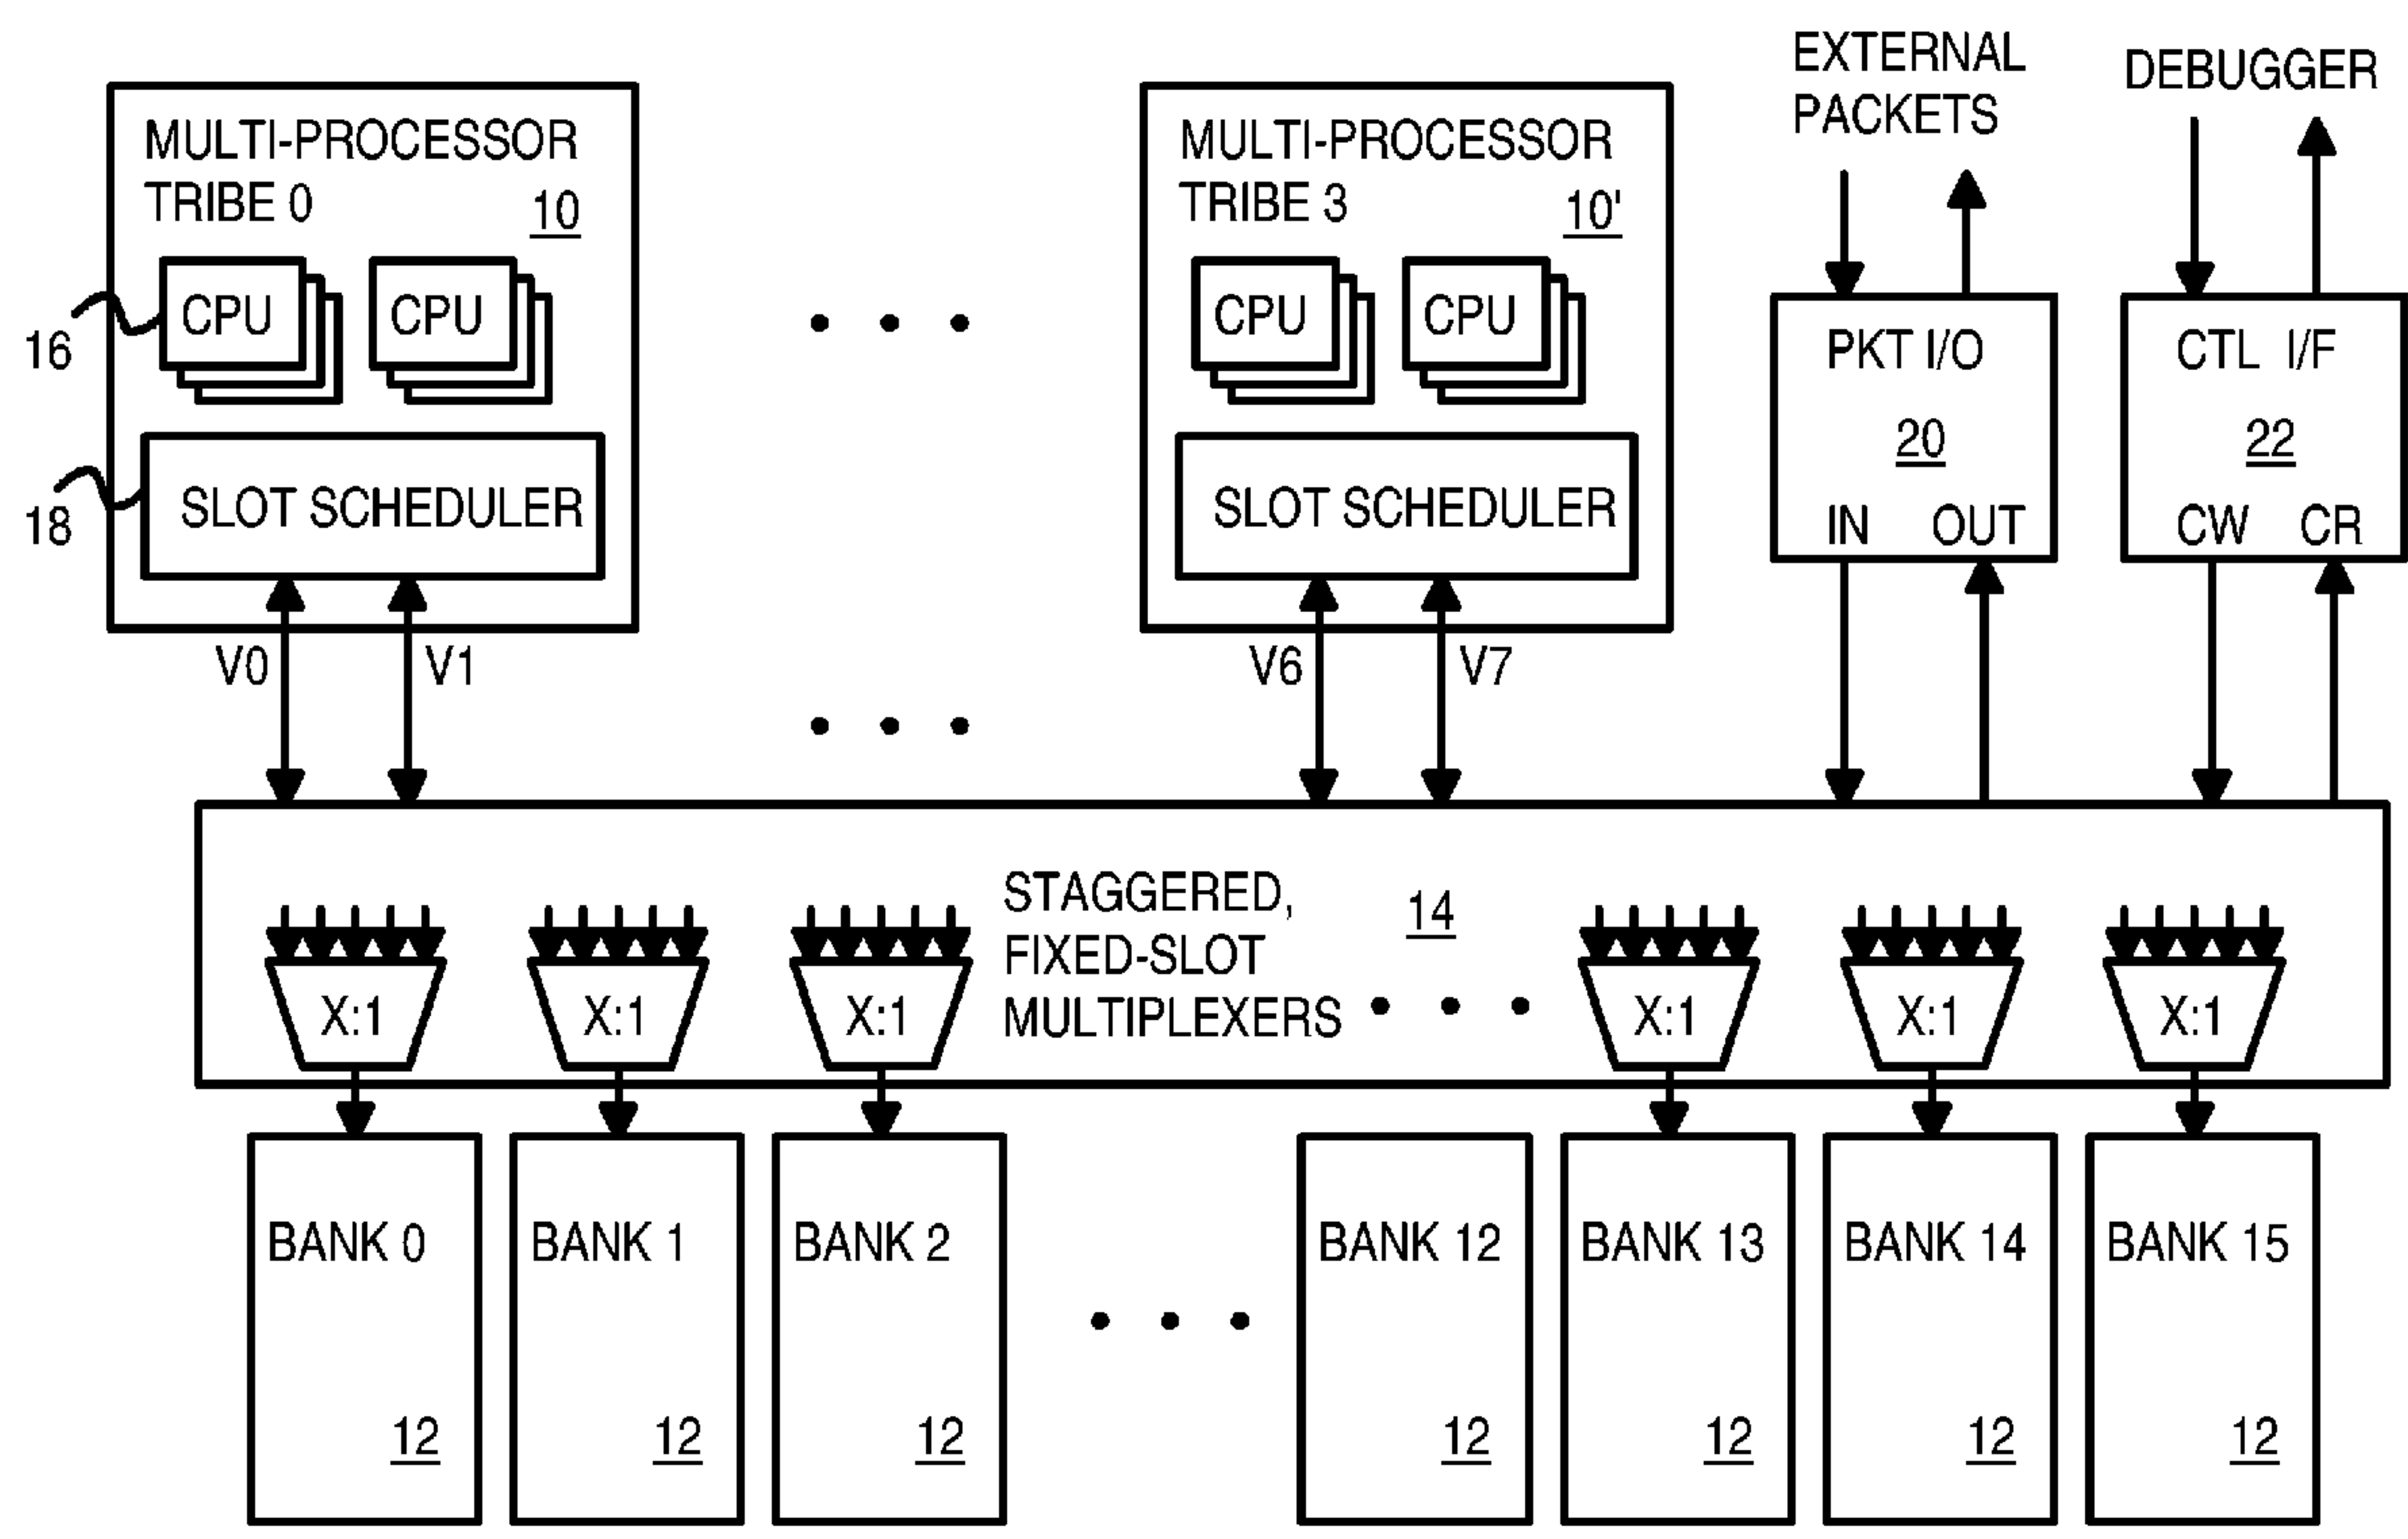 EXTERNAL
PACKETS
DEBUGGER
MULTI-PROCESSOR
TRIBE 0
10
CPU
CPU
16
SLOT SCHEDULER
18
MULTI-PROCESSOR
TRIBE 3
10'
CPU
CPU
SLOT SCHEDULER
PKT I/O
20
IN OUT
CTL I/F
22
CW CR
V0
V1
V6
V7
STAGGERED,
FIXED-SLOT
MULTIPLEXERS
14
X:1
X:1
X:1
X:1
X:1
X:1
BANK 0
12
BANK 1
12
BANK 2
12
BANK 12
12
BANK 13
12
BANK 14
12
BANK 15
12